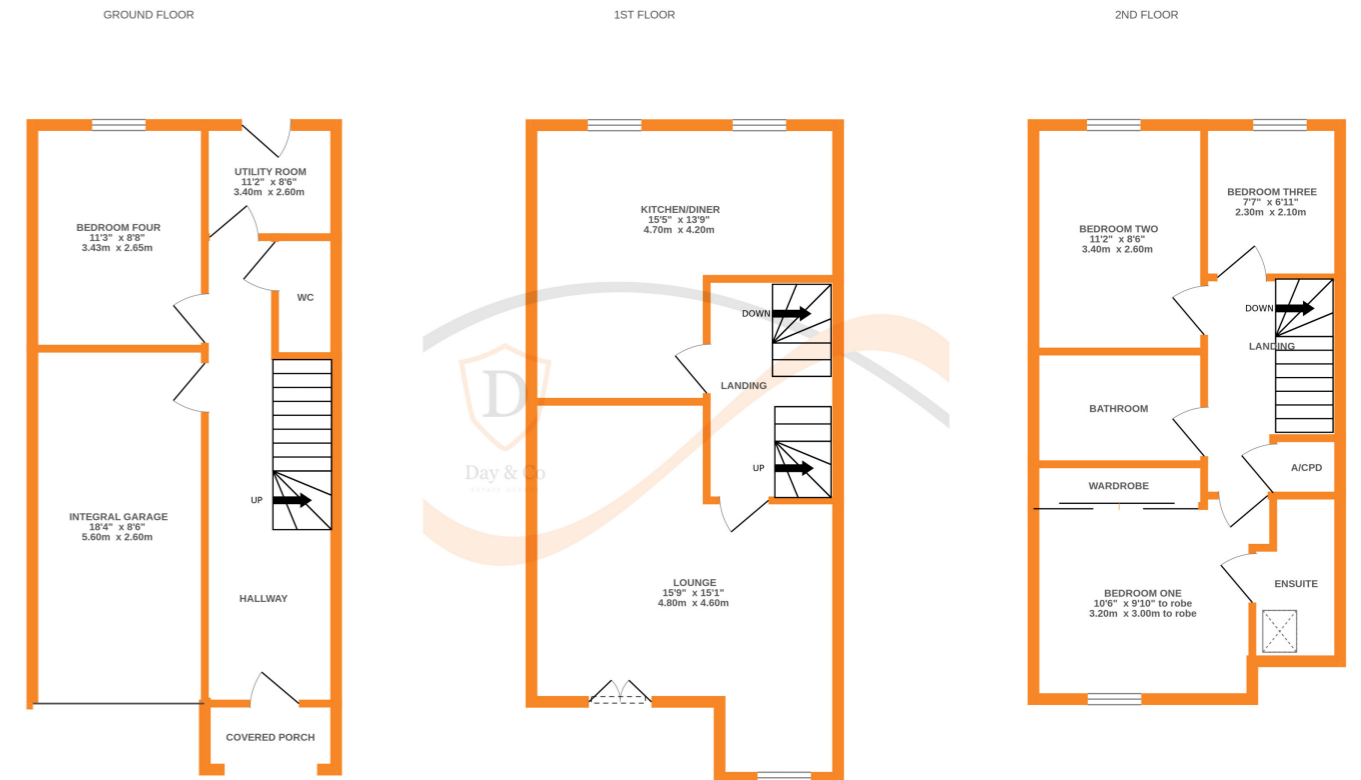 GROUND FLOOR
1ST FLOOR
2ND FLOOR
UTILITY ROOM
11'2" x 8'6"
3.40m x 2.60m
BEDROOM FOUR
11'3" x 8'8"
3.43m x 2.65m
WC
UP
INTEGRAL GARAGE
18'4" x 8'6"
5.60m x 2.60m
HALLWAY
COVERED PORCH
KITCHEN/DINER
15'5" x 13'9"
4.70m x 4.20m
DOWN
LANDING
UP
D
Day & Co
LOUNGE
15'9" x 15'1"
4.80m x 4.60m
BEDROOM THREE
7'7" x 6'11"
2.30m x 2.10m
BEDROOM TWO
11'2" x 8'6"
3.40m x 2.60m
DOWN
LANDING
BATHROOM
A/CPD
WARDROBE
BEDROOM ONE
10'6" x 9'10" to robe
3.20m x 3.00m to robe
ENSUITE